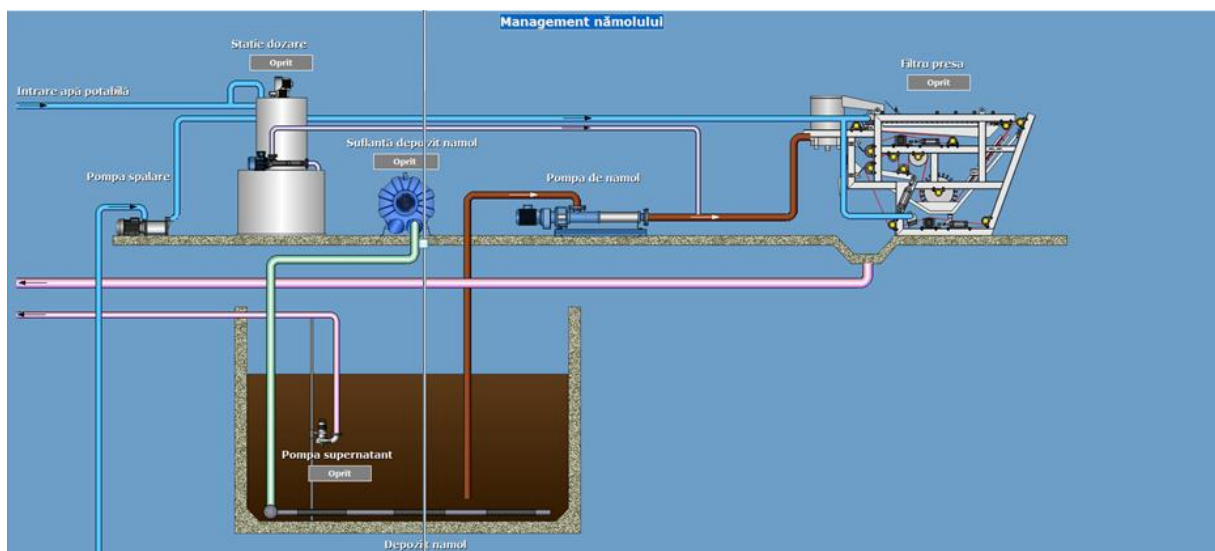 Management nămolului
Statie dozare
Oprit
Filtru presa
Oprit
Intrare apă potabilă
Suflantă depozit namol
Oprit
Pompa spalare
Pompa de namol
Pompa supernatant
Oprit
Depozit namol